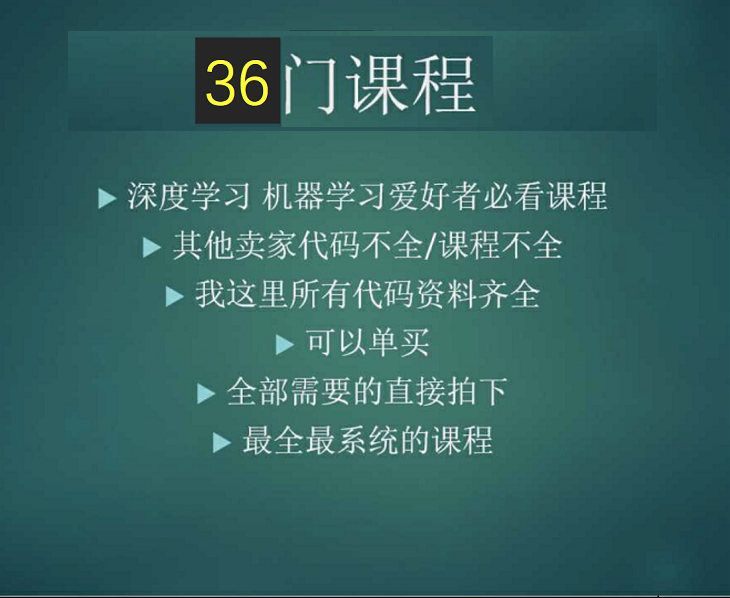 36门课程
深度学习 机器学习爱好者必看课程
其他卖家代码不全/课程不全
我这里所有代码资料齐全
可以单买
全部需要的直接拍下
最全最系统的课程